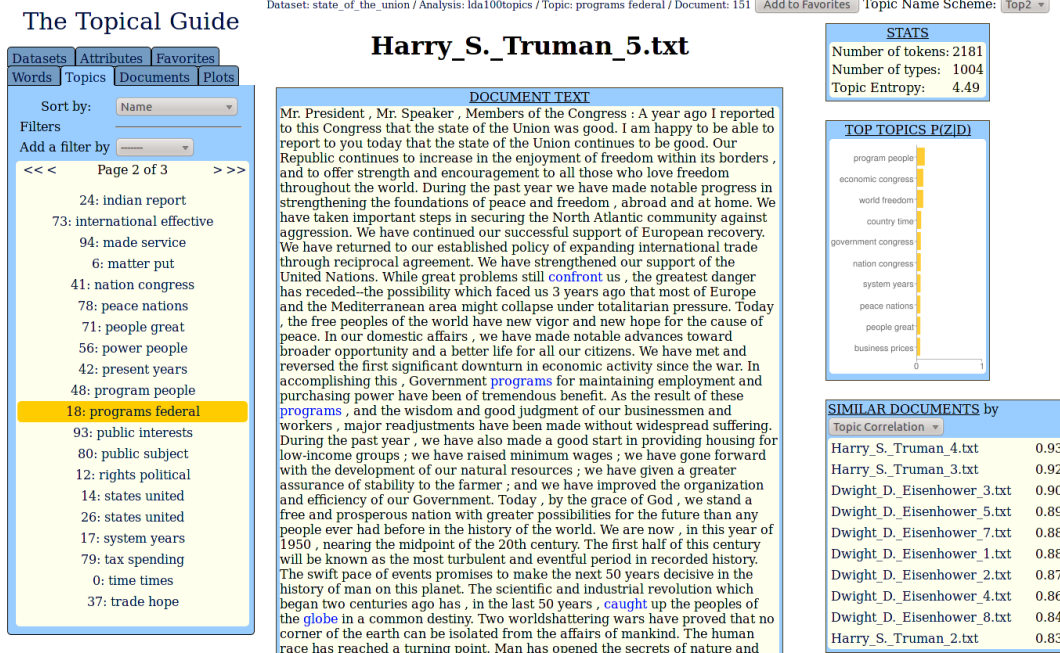 The Topical Guide
Datasets Attributes Favorites
Words Topics Documents Plots
Sort by: Name
Filters
Add a filter by -------
<< < Page 2 of 3 > >>
24: indian report
73: international effective
94: made service
6: matter put
41: nation congress
78: peace nations
71: people great
56: power people
42: present years
48: program people
18: programs federal
93: public interests
80: public subject
12: rights political
14: states united
26: states united
17: system years
79: tax spending
0: time times
37: trade hope
Dataset: state_of_the_union / Analysis: lda100topics / Topic: programs federal / Document: 151 Add to Favorites Topic Name Scheme: Top2
Harry_S._Truman_5.txt
DOCUMENT TEXT
Mr. President , Mr. Speaker , Members of the Congress : A year ago I reported
to this Congress that the state of the Union was good. I am happy to be able to
report to you today that the state of the Union continues to be good. Our
Republic continues to increase in the enjoyment of freedom within its borders ,
and to offer strength and encouragement to all those who love freedom
throughout the world. During the past year we have made notable progress in
strengthening the foundations of peace and freedom , abroad and at home. We
have taken important steps in securing the North Atlantic community against
aggression. We have continued our successful support of European recovery.
We have returned to our established policy of expanding international trade
through reciprocal agreement. We have strengthened our support of the
United Nations. While great problems still confront us , the greatest danger
has receded--the possibility which faced us 3 years ago that most of Europe
and the Mediterranean area might collapse under totalitarian pressure. Today
, the free peoples of the world have new vigor and new hope for the cause of
peace. In our domestic affairs , we have made notable advances toward
broader opportunity and a better life for all our citizens. We have met and
reversed the first significant downturn in economic activity since the war. In
accomplishing this , Government programs for maintaining employment and
purchasing power have been of tremendous benefit. As the result of these
programs , and the wisdom and good judgment of our businessmen and
workers , major readjustments have been made without widespread suffering.
During the past year , we have also made a good start in providing housing for
low-income groups ; we have raised minimum wages ; we have gone forward
with the development of our natural resources ; we have given a greater
assurance of stability to the farmer ; and we have improved the organization
and efficiency of our Government. Today , by the grace of God , we stand a
free and prosperous nation with greater possibilities for the future than any
people ever had before in the history of the world. We are now , in this year of
1950 , nearing the midpoint of the 20th century. The first half of this century
will be known as the most turbulent and eventful period in recorded history.
The swift pace of events promises to make the next 50 years decisive in the
history of man on this planet. The scientific and industrial revolution which
began two centuries ago has , in the last 50 years , caught up the peoples of
the globe in a common destiny. Two worldshattering wars have proved that no
corner of the earth can be isolated from the affairs of mankind. The human
race has reached a turning point. Man has opened the secrets of nature and
STATS
Number of tokens: 2181
Number of types: 1004
Topic Entropy: 4.49
TOP TOPICS P(Z|D)
program people
economic congress
world freedom
country time
government congress
nation congress
system years
peace nations
people great
business prices
0 1
SIMILAR DOCUMENTS by
Topic Correlation
Harry_S._Truman_4.txt 0.93
Harry_S._Truman_3.txt 0.92
Dwight_D._Eisenhower_3.txt 0.90
Dwight_D._Eisenhower_5.txt 0.89
Dwight_D._Eisenhower_7.txt 0.88
Dwight_D._Eisenhower_1.txt 0.88
Dwight_D._Eisenhower_2.txt 0.87
Dwight_D._Eisenhower_4.txt 0.86
Dwight_D._Eisenhower_8.txt 0.84
Harry_S._Truman_2.txt 0.83